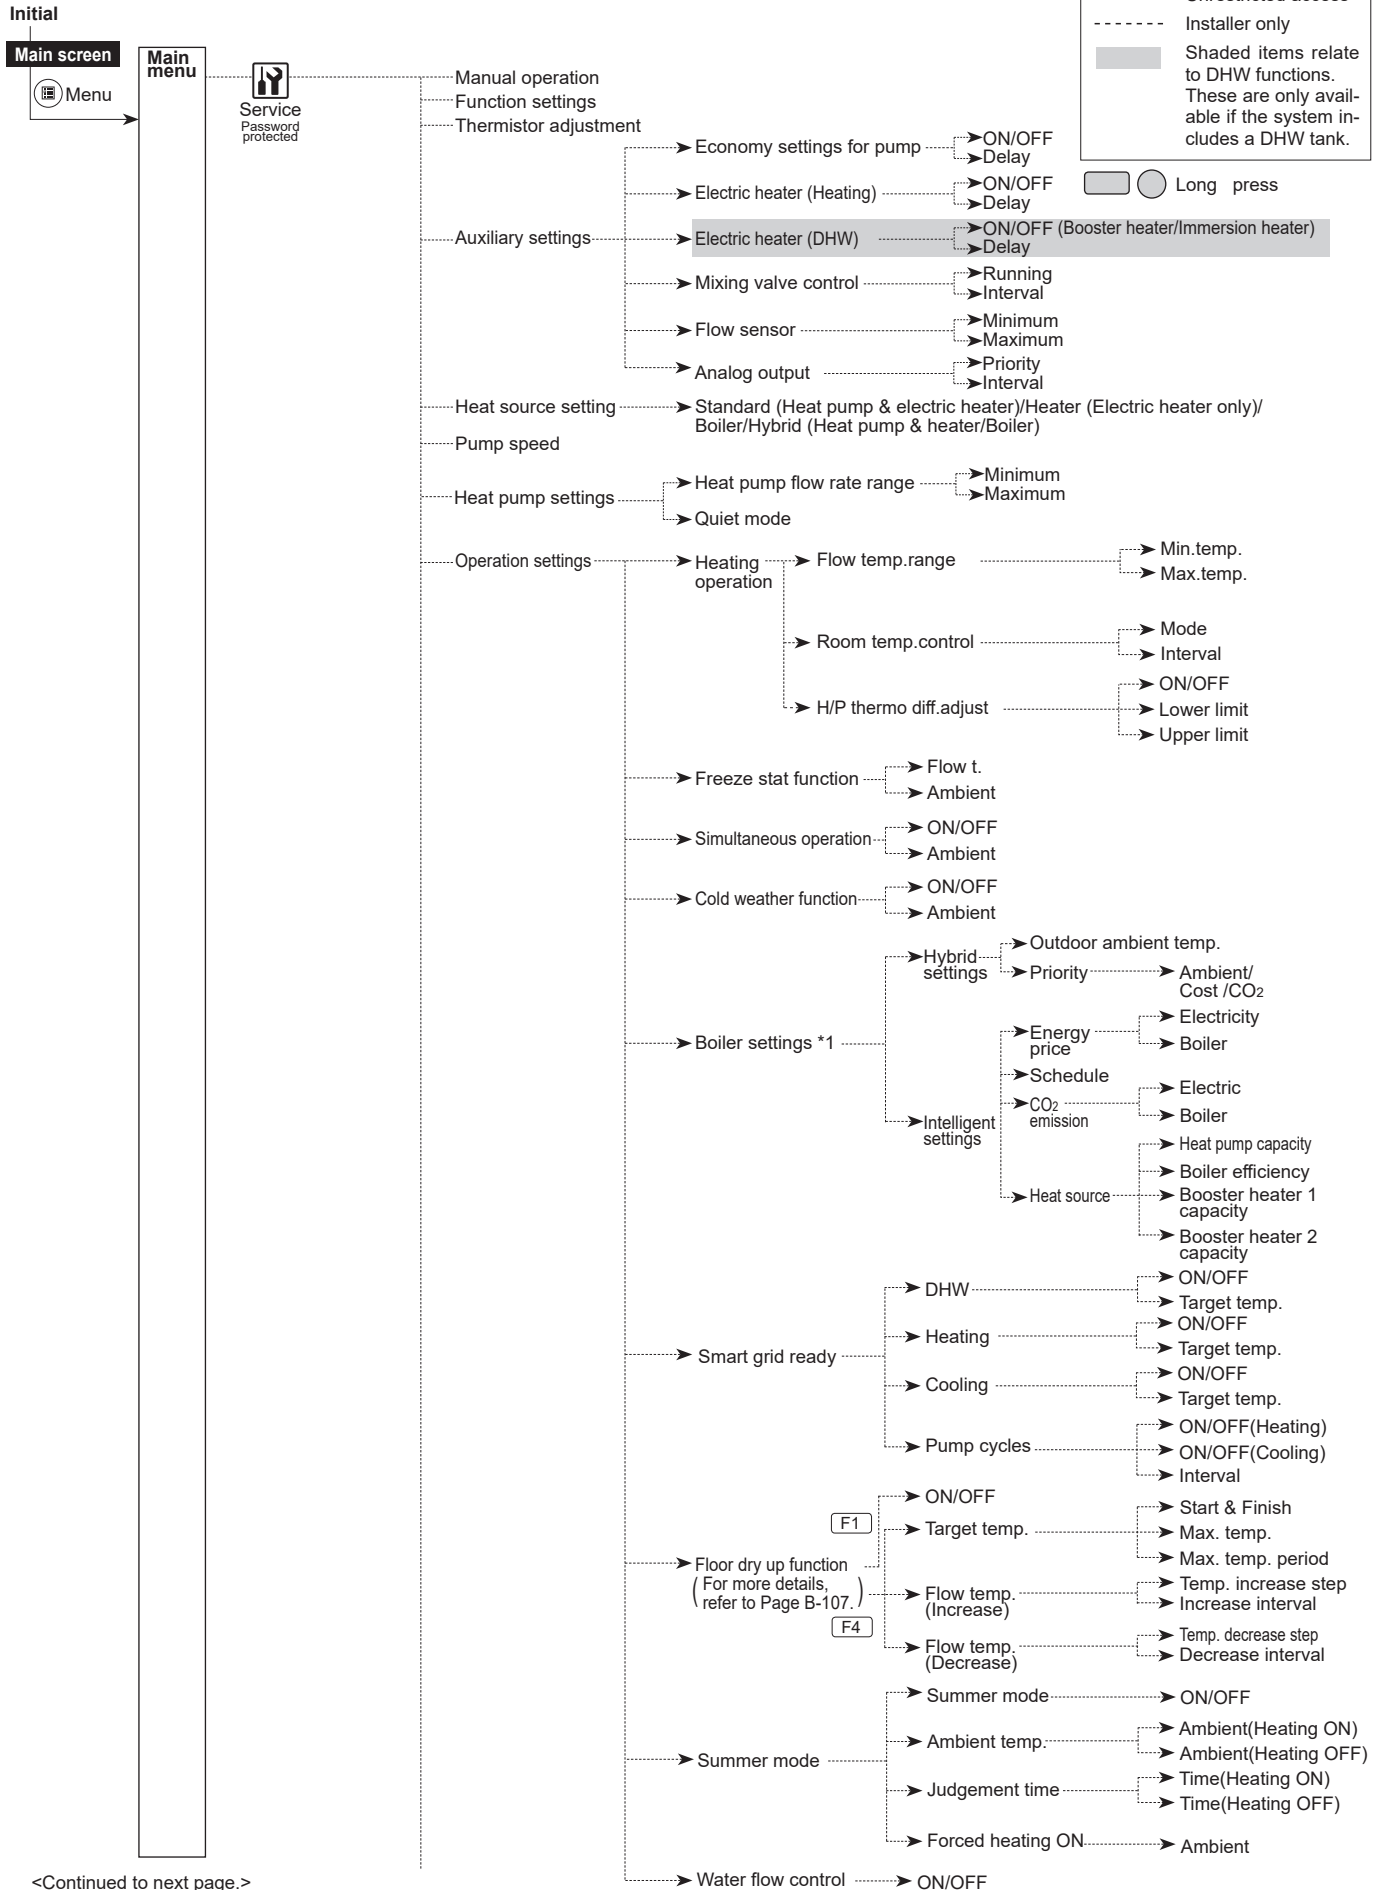 Initial
Main screen
Menu
Main
menu
Service
Password
protected
Installer only
Shaded items relate
to DHW functions.
These are only avail-
able if the system in-
cludes a DHW tank.
Long press
Manual operation
Function settings
Thermistor adjustment
Auxiliary settings
Economy settings for pump
ON/OFF
Delay
Electric heater (Heating)
ON/OFF
Delay
Electric heater (DHW)
ON/OFF (Booster heater/Immersion heater)
Delay
Mixing valve control
Running
Interval
Flow sensor
Minimum
Maximum
Analog output
Priority
Interval
Heat source setting
Standard (Heat pump & electric heater)/Heater (Electric heater only)/
Boiler/Hybrid (Heat pump & heater/Boiler)
Pump speed
Heat pump settings
Heat pump flow rate range
Minimum
Maximum
Quiet mode
Operation settings
Heating
operation
Flow temp.range
Min.temp.
Max.temp.
Room temp.control
Mode
Interval
H/P thermo diff.adjust
ON/OFF
Lower limit
Upper limit
Freeze stat function
Flow t.
Ambient
Simultaneous operation
ON/OFF
Ambient
Cold weather function
ON/OFF
Ambient
Boiler settings *1
Hybrid
settings
Outdoor ambient temp.
Priority
Ambient/
Cost /CO2
Intelligent
settings
Energy
price
Electricity
Boiler
Schedule
CO2
emission
Electric
Boiler
Heat source
Heat pump capacity
Boiler efficiency
Booster heater 1
capacity
Booster heater 2
capacity
Smart grid ready
DHW
ON/OFF
Target temp.
Heating
ON/OFF
Target temp.
Cooling
ON/OFF
Target temp.
Pump cycles
ON/OFF(Heating)
ON/OFF(Cooling)
Interval
Floor dry up function
(For more details,
refer to Page B-107.)
F1
ON/OFF
F4
Target temp.
Start & Finish
Max. temp.
Max. temp. period
Flow temp.
(Increase)
Temp. increase step
Increase interval
Flow temp.
(Decrease)
Temp. decrease step
Decrease interval
Summer mode
Summer mode
ON/OFF
Ambient temp.
Ambient(Heating ON)
Ambient(Heating OFF)
Judgement time
Time(Heating ON)
Time(Heating OFF)
Forced heating ON
Ambient
Water flow control
ON/OFF
<Continued to next page.>